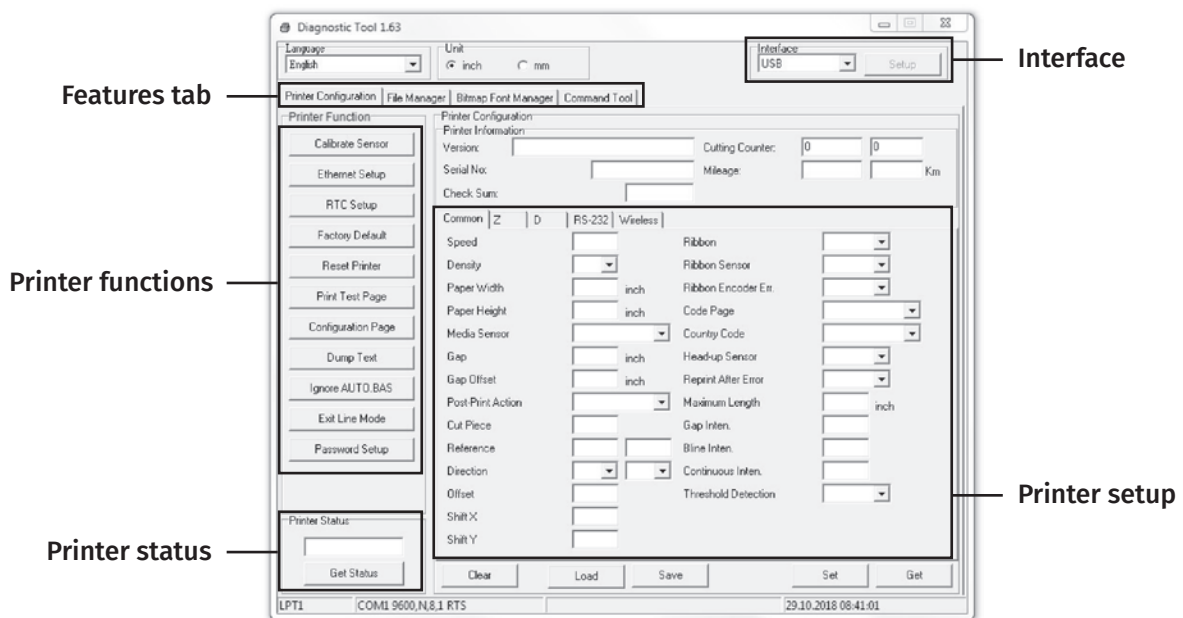 Diagnostic Tool 1.63
Language
English
Unit
inch
mm
Interface
USB
Setup
Interface
Features tab
Printer Configuration
File Manager
Bitmap Font Manager
Command Tool
Printer Function
Calibrate Sensor
Ethernet Setup
RTC Setup
Factory Default
Reset Printer
Print Test Page
Configuration Page
Dump Text
Ignore AUTO.BAS
Exit Line Mode
Password Setup
Printer functions
Printer Configuration
Printer Information
Version:
Cutting Counter:
0
0
Serial No:
Mileage:
Km
Check Sum:
Common
Z
D
RS-232
Wireless
Speed
Ribbon
Density
Ribbon Sensor
Paper Width
inch
Ribbon Encoder Err.
Paper Height
inch
Code Page
Media Sensor
Country Code
Gap
inch
Head-up Sensor
Gap Offset
inch
Reprint After Error
Post-Print Action
Maximum Length
inch
Cut Piece
Gap Inten.
Reference
Bline Inten.
Direction
Continuous Inten.
Offset
Threshold Detection
Shift X
Shift Y
Printer setup
Printer Status
Get Status
Printer status
Clear
Load
Save
Set
Get
LPT1
COM1 9600,N,8,1 RTS
29.10.2018 08:41:01